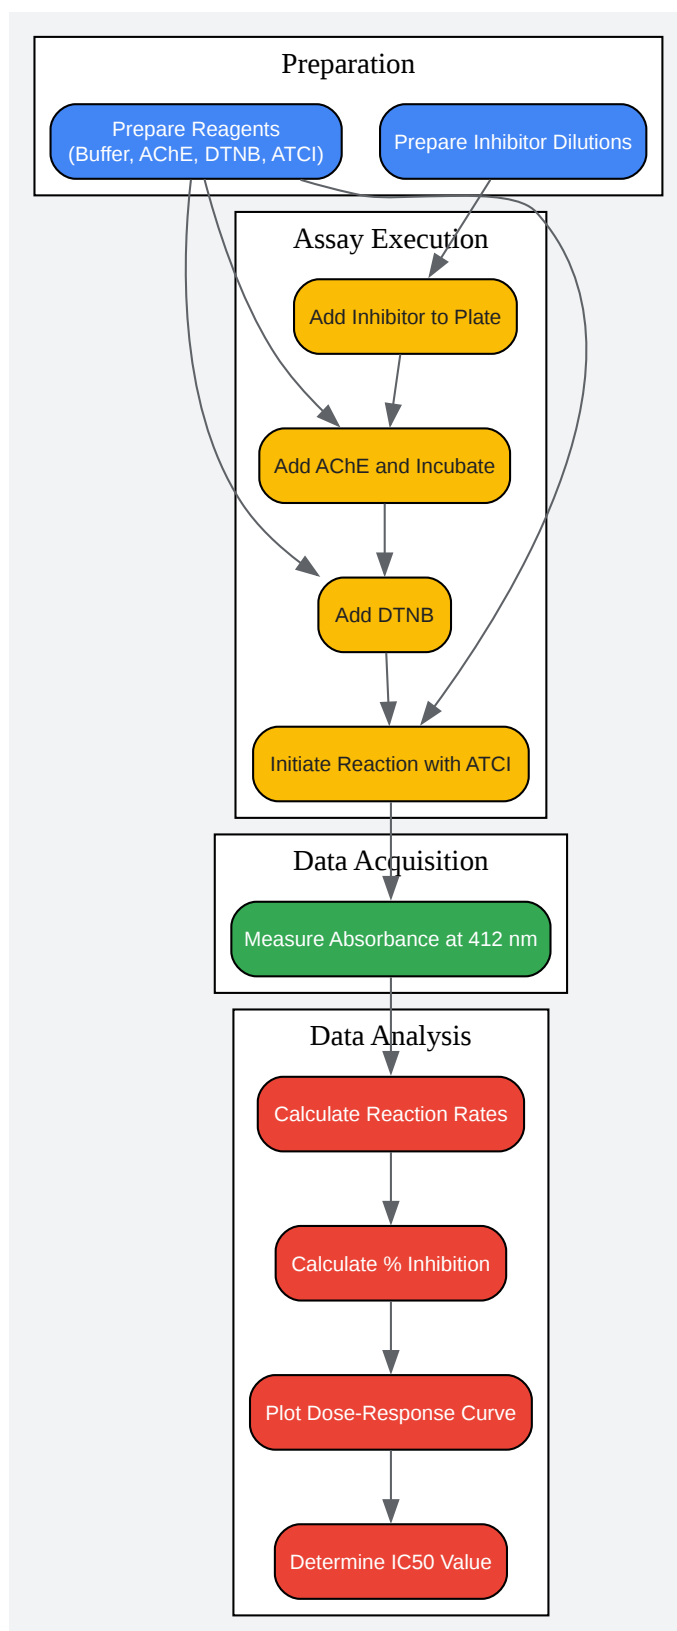 Preparation
Prepare Reagents
(Buffer, AChE, DTNB, ATCI)
Prepare Inhibitor Dilutions
Assay Execution
Add Inhibitor to Plate
Add AChE and Incubate
Add DTNB
Initiate Reaction with ATCI
Data Acquisition
Measure Absorbance at 412 nm
Data Analysis
Calculate Reaction Rates
Calculate % Inhibition
Plot Dose-Response Curve
Determine IC50 Value